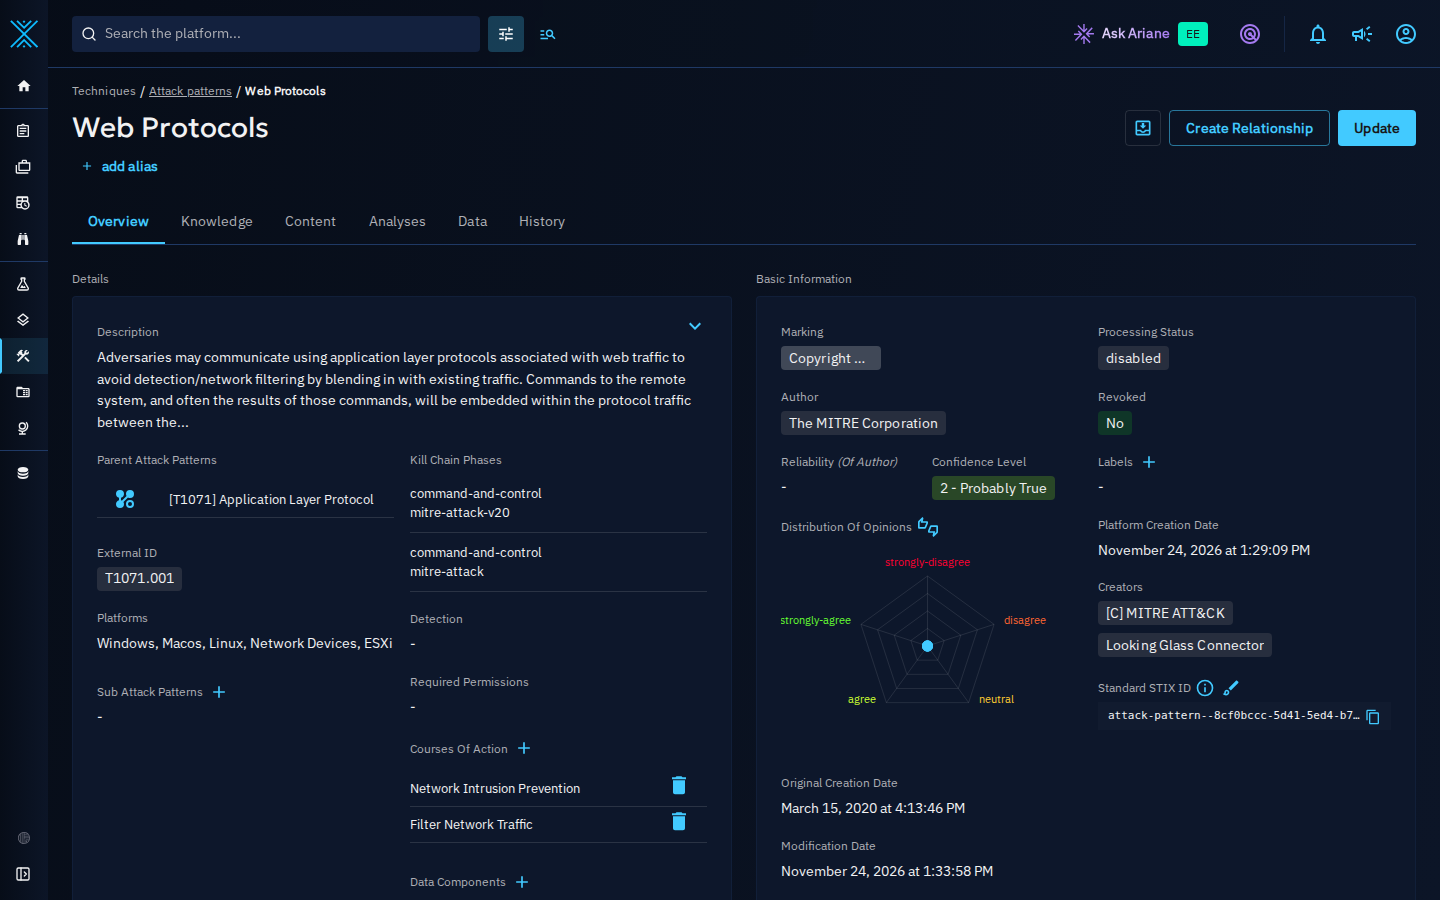 Search the platform...
Ask Ariane EE
Techniques / Attack patterns / Web Protocols
Web Protocols
Create Relationship
Update
+ add alias
Overview Knowledge Content Analyses Data History
Details
Description
Adversaries may communicate using application layer protocols associated with web traffic to
avoid detection/network filtering by blending in with existing traffic. Commands to the remote
system, and often the results of those commands, will be embedded within the protocol traffic
between the...
Parent Attack Patterns
[T1071] Application Layer Protocol
External ID
T1071.001
Platforms
Windows, Macos, Linux, Network Devices, ESXi
Sub Attack Patterns
-
Kill Chain Phases
command-and-control
mitre-attack-v20
command-and-control
mitre-attack
Detection
-
Required Permissions
-
Courses Of Action
Network Intrusion Prevention
Filter Network Traffic
Data Components
Basic Information
Marking
Copyright ...
Processing Status
disabled
Author
The MITRE Corporation
Revoked
No
Reliability (Of Author)
-
Confidence Level
2 - Probably True
Labels
-
Distribution Of Opinions
strongly-disagree
strongly-agree
disagree
agree
neutral
Platform Creation Date
November 24, 2026 at 1:29:09 PM
Creators
[C] MITRE ATT&CK
Looking Glass Connector
Standard STIX ID
attack-pattern--8cf0bccc-5d41-5ed4-b7…
Original Creation Date
March 15, 2020 at 4:13:46 PM
Modification Date
November 24, 2026 at 1:33:58 PM